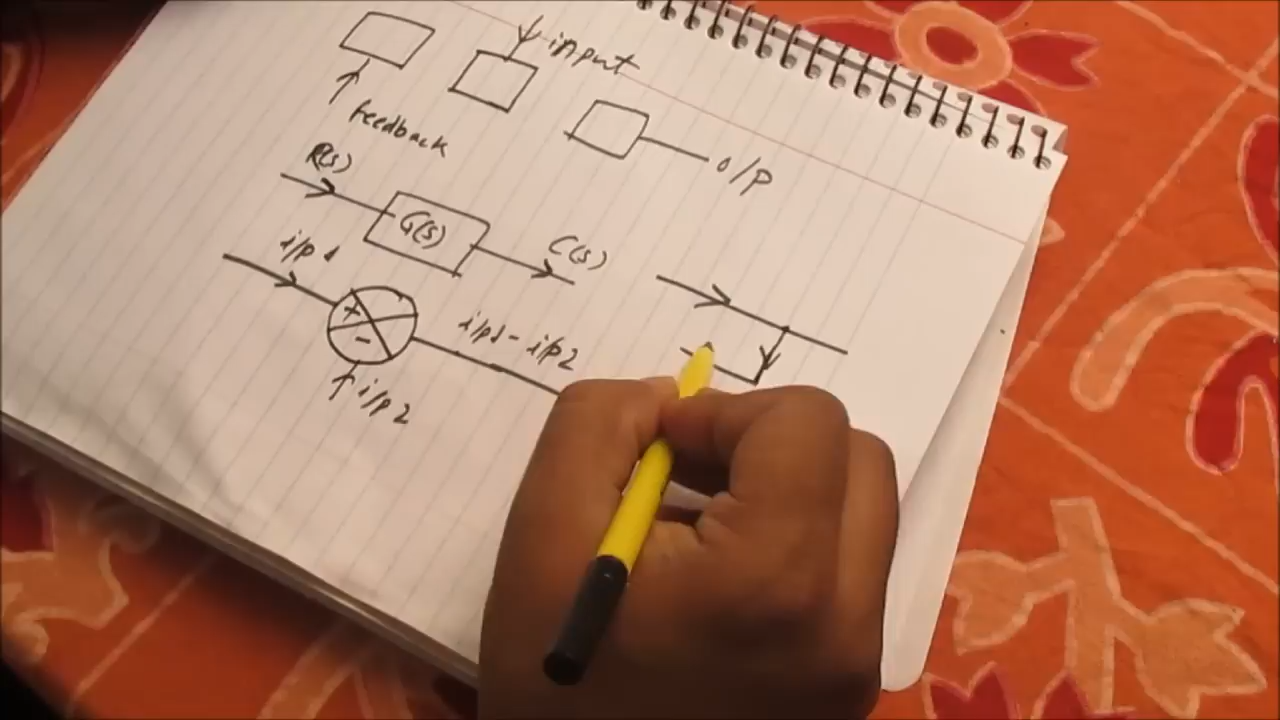 input
feedback
o/p
R(s)
G(s)
C(s)
i/p 1
+
-
i/p1 - i/p2
i/p 2